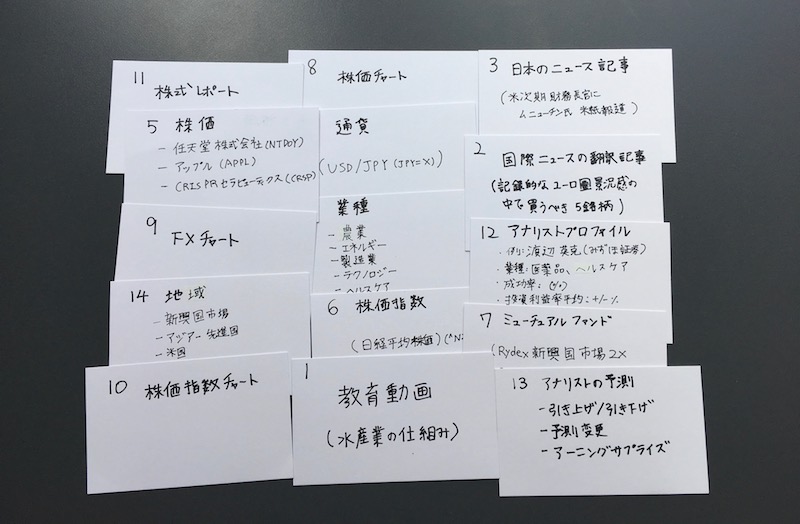 11
株式レポート
5 株価
- 任天堂株式会社(NTDOY)
- アップル(APPL)
- CRISPRセラピューティクス(CRSP)
9
FXチャート
14 地域
- 新興国市場
- アジアー先進国
- 米国
10 株価指数チャート
8
株価チャート
通貨
(USD/JPY (JPY=X))
業種
- 農業
- エネルギー
- 製造業
- テクノロジー
- ヘルスケア
6 株価指数
(日経平均株価)(^N
1
教育動画
(水産業の仕組み)
3 日本のニュース記事
(米次期財務長官に
ムニューチン氏 米紙報道)
2
国際ニュースの翻訳記事
(記録的なユーロ圏景況感の
中で買うべき5銘柄)
12 アナリストプロフィール
・例:渡辺英克(みずほ証券)
・業種:医薬品、ヘルスケア
・成功率:(%)
・投資利益率平均:+/-%
7 ミューチュアルファンド
(Rydex新興国市場2X
13 アナリストの予測
- 引き上げ/引き下げ
- 予測変更
- アーニングサプライズ